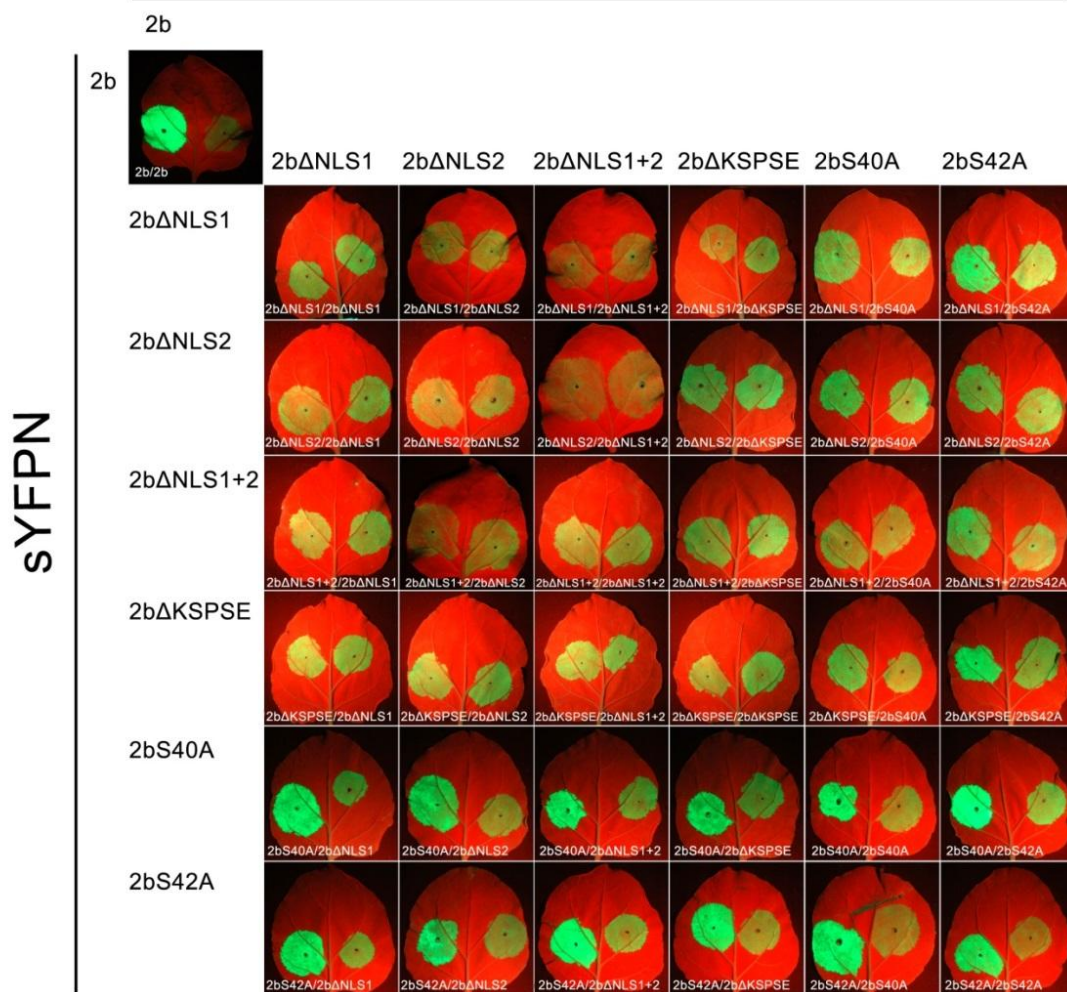 2b
2b
2b/2b
2bΔNLS1 2bΔNLS2 2bΔNLS1+2 2bΔKSPSE 2bS40A 2bS42A
sYFPN
2bΔNLS1
2bΔNLS1/2bΔNLS1 2bΔNLS1/2bΔNLS2 2bΔNLS1/2bΔNLS1+2 2bΔNLS1/2bΔKSPSE 2bΔNLS1/2bS40A 2bΔNLS1/2bS42A
2bΔNLS2
2bΔNLS2/2bΔNLS1 2bΔNLS2/2bΔNLS2 2bΔNLS2/2bΔNLS1+2 2bΔNLS2/2bΔKSPSE 2bΔNLS2/2bS40A 2bΔNLS2/2bS42A
2bΔNLS1+2
2bΔNLS1+2/2bΔNLS1 2bΔNLS1+2/2bΔNLS2 2bΔNLS1+2/2bΔNLS1+2 2bΔNLS1+2/2bΔKSPSE 2bΔNLS1+2/2bS40A 2bΔNLS1+2/2bS42A
2bΔKSPSE
2bΔKSPSE/2bΔNLS1 2bΔKSPSE/2bΔNLS2 2bΔKSPSE/2bΔNLS1+2 2bΔKSPSE/2bΔKSPSE 2bΔKSPSE/2bS40A 2bΔKSPSE/2bS42A
2bS40A
2bS40A/2bΔNLS1 2bS40A/2bΔNLS2 2bS40A/2bΔNLS1+2 2bS40A/2bΔKSPSE 2bS40A/2bS40A 2bS40A/2bS42A
2bS42A
2bS42A/2bΔNLS1 2bS42A/2bΔNLS2 2bS42A/2bΔNLS1+2 2bS42A/2bΔKSPSE 2bS42A/2bS40A 2bS42A/2bS42A